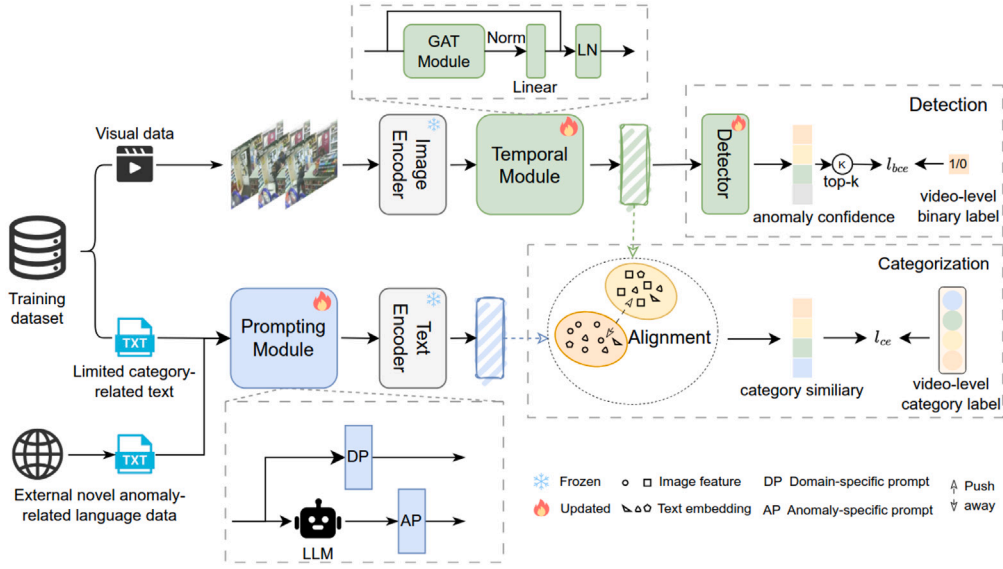 GAT
Module
Norm
Linear
LN
Visual data
Image
Encoder
Temporal
Module
Detection
Detector
K
top-k
l_bce
1/0
anomaly confidence
video-level
binary label
Training
dataset
TXT
Limited category-
related text
Prompting
Module
Text
Encoder
Categorization
Alignment
category similiary
l_ce
video-level
category label
TXT
External novel anomaly-
related language data
DP
LLM
AP
Frozen
Image feature
DP Domain-specific prompt
Push
away
Updated
Text embedding
AP Anomaly-specific prompt